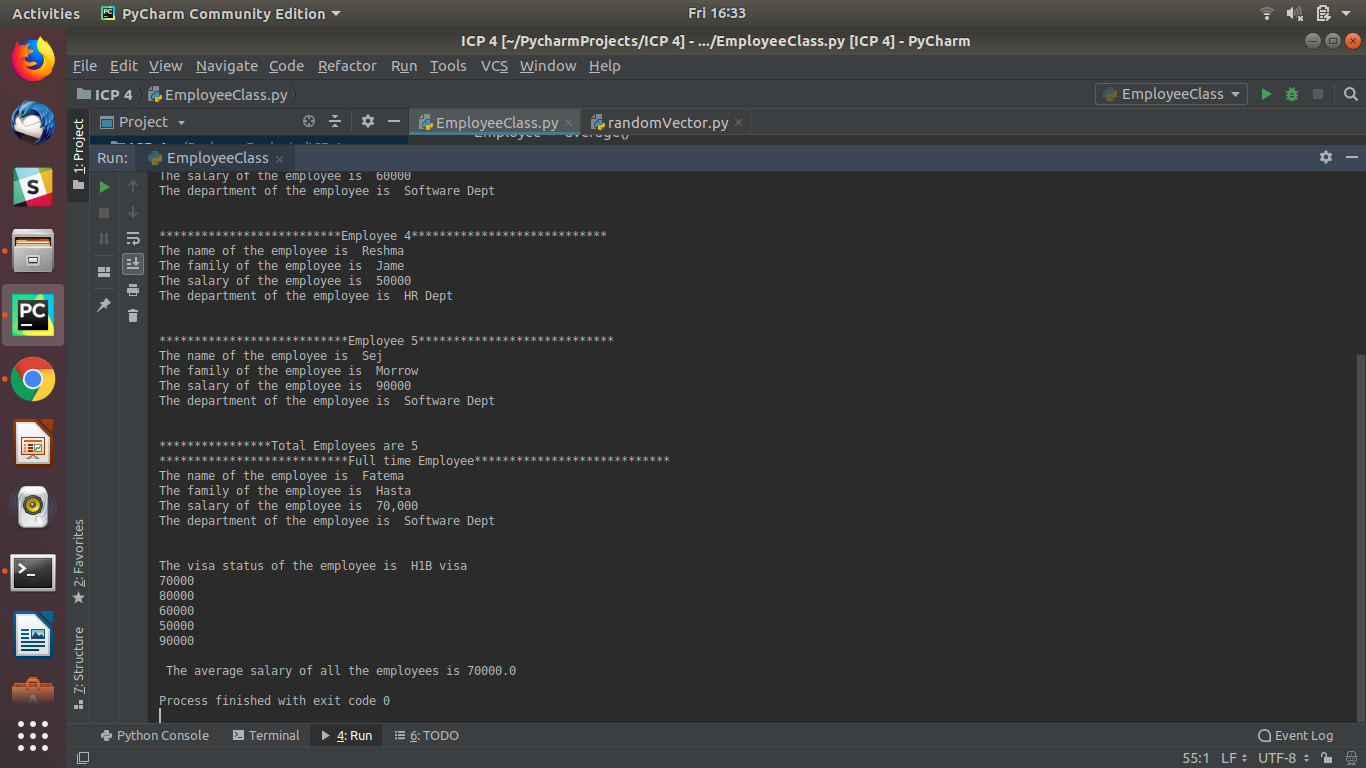 Activities PyCharm Community Edition Fri 16:33
ICP 4 [~/PycharmProjects/ICP 4] - .../EmployeeClass.py [ICP 4] - PyCharm
File Edit View Navigate Code Refactor Run Tools VCS Window Help
ICP 4 EmployeeClass.py EmployeeClass
1: Project Project EmployeeClass.py randomVector.py
Run: EmployeeClass
The salary of the employee is  60000
The department of the employee is  Software Dept
**************************Employee 4****************************
The name of the employee is  Reshma
The family of the employee is  Jame
The salary of the employee is  50000
The department of the employee is  HR Dept
***************************Employee 5****************************
The name of the employee is  Sej
The family of the employee is  Morrow
The salary of the employee is  90000
The department of the employee is  Software Dept
****************Total Employees are 5
***************************Full time Employee****************************
The name of the employee is  Fatema
The family of the employee is  Hasta
The salary of the employee is  70,000
The department of the employee is  Software Dept
The visa status of the employee is  H1B visa
70000
80000
60000
50000
90000
The average salary of all the employees is 70000.0
Process finished with exit code 0
2: Favorites
7: Structure
Python Console Terminal 4: Run 6: TODO Event Log
55:1 LF UTF-8